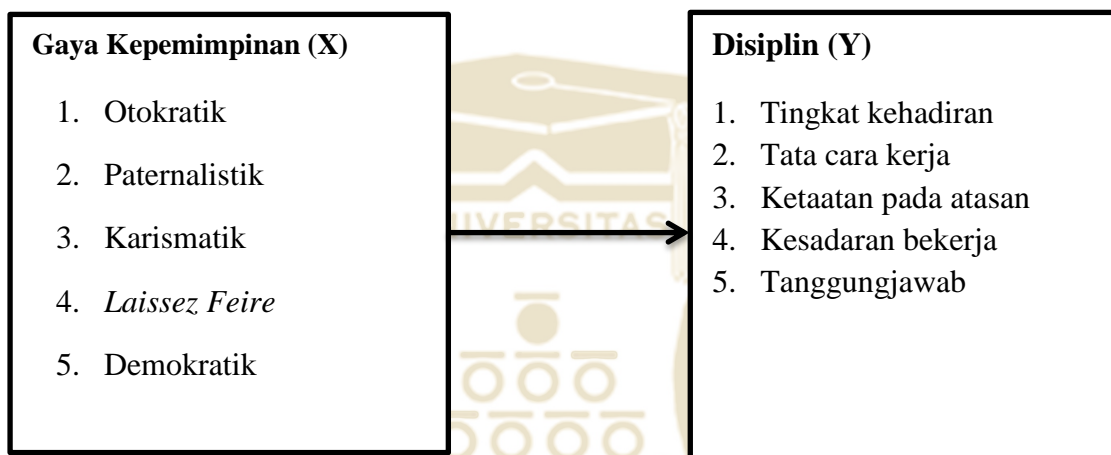 Gaya Kepemimpinan (X)
1. Otokratik
2. Paternalistik
3. Karismatik
4. Laissez Feire
5. Demokratik
Disiplin (Y)
1. Tingkat kehadiran
2. Tata cara kerja
3. Ketaatan pada atasan
4. Kesadaran bekerja
5. Tanggungjawab
UNIVERSITAS